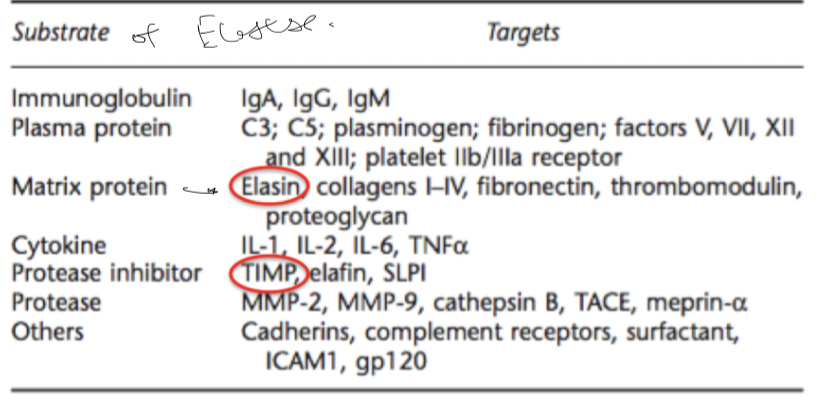 Substrate of Elastese. Targets
Immunoglobulin IgA, IgG, IgM
Plasma protein C3; C5; plasminogen; fibrinogen; factors V, VII, XII
and XIII; platelet IIb/IIIa receptor
Matrix protein → Elasin, collagens I–IV, fibronectin, thrombomodulin,
proteoglycan
Cytokine IL-1, IL-2, IL-6, TNFα
Protease inhibitor TIMP, elafin, SLPI
Protease MMP-2, MMP-9, cathepsin B, TACE, meprin-α
Others Cadherins, complement receptors, surfactant,
ICAM1, gp120